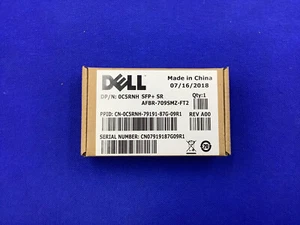 DELL
Made in China
07/16/2018
DP/N: 0C5RNH SFP+ SR
Qty:1
AFBR-709SMZ-FT2
PPID: CN-0C5RNH-79191-87G-09R1
REV A00
SERIAL NUMBER: CN07919187G09R1